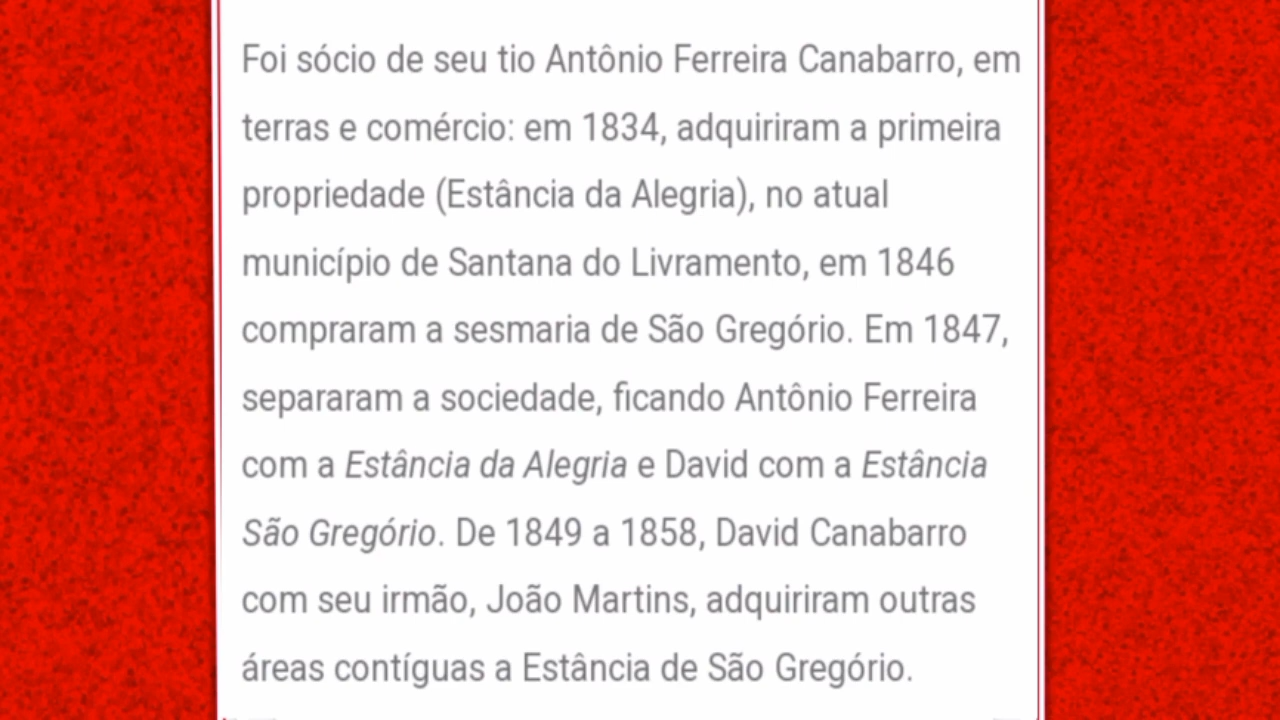 Foi sócio de seu tio Antônio Ferreira Canabarro, em
terras e comércio: em 1834, adquiriram a primeira
propriedade (Estância da Alegria), no atual
município de Santana do Livramento, em 1846
compraram a sesmaria de São Gregório. Em 1847,
separaram a sociedade, ficando Antônio Ferreira
com a Estância da Alegria e David com a Estância
São Gregório. De 1849 a 1858, David Canabarro
com seu irmão, João Martins, adquiriram outras
áreas contíguas a Estância de São Gregório.